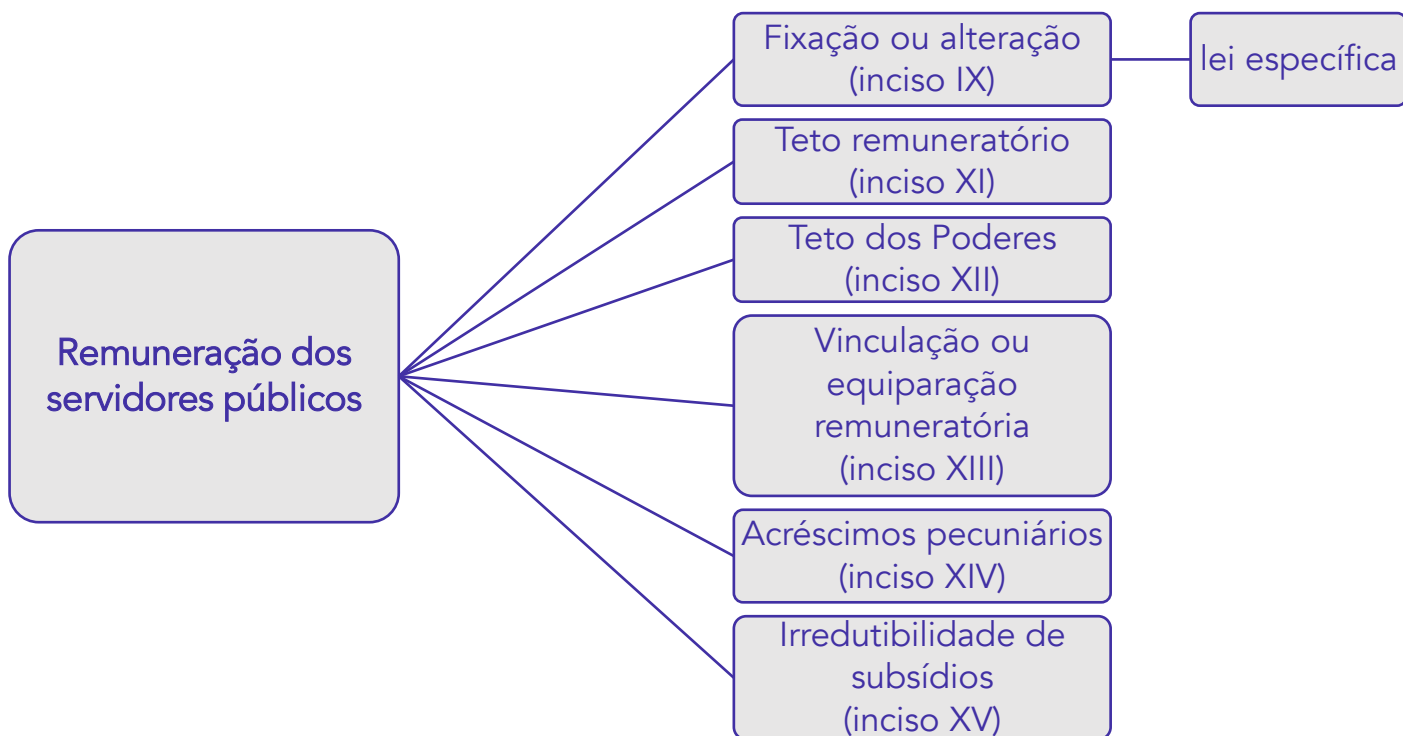 Remuneração dos
servidores públicos
Fixação ou alteração
(inciso IX)
lei específica
Teto remuneratório
(inciso XI)
Teto dos Poderes
(inciso XII)
Vinculação ou
equiparação
remuneratória
(inciso XIII)
Acréscimos pecuniários
(inciso XIV)
Irredutibilidade de
subsídios
(inciso XV)